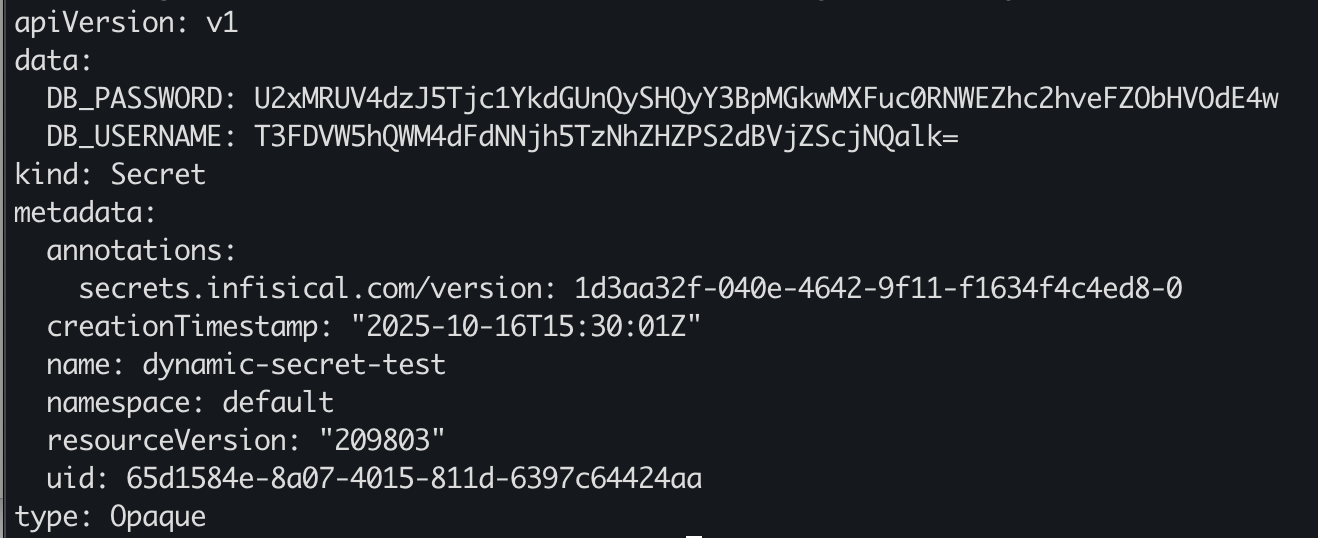 apiVersion: v1
data:
  DB_PASSWORD: U2xMRUV4dzJ5Tjc1YkdGUnQySHQyY3BpMGkwMXFuc0RNWEZhc2hveFZObHVOdE4w
  DB_USERNAME: T3FDVW5hQWM4dFdNNjh5TzNhZHZPS2dBVjZScjNQalk=
kind: Secret
metadata:
  annotations:
    secrets.infisical.com/version: 1d3aa32f-040e-4642-9f11-f1634f4c4ed8-0
  creationTimestamp: "2025-10-16T15:30:01Z"
  name: dynamic-secret-test
  namespace: default
  resourceVersion: "209803"
  uid: 65d1584e-8a07-4015-811d-6397c64424aa
type: Opaque